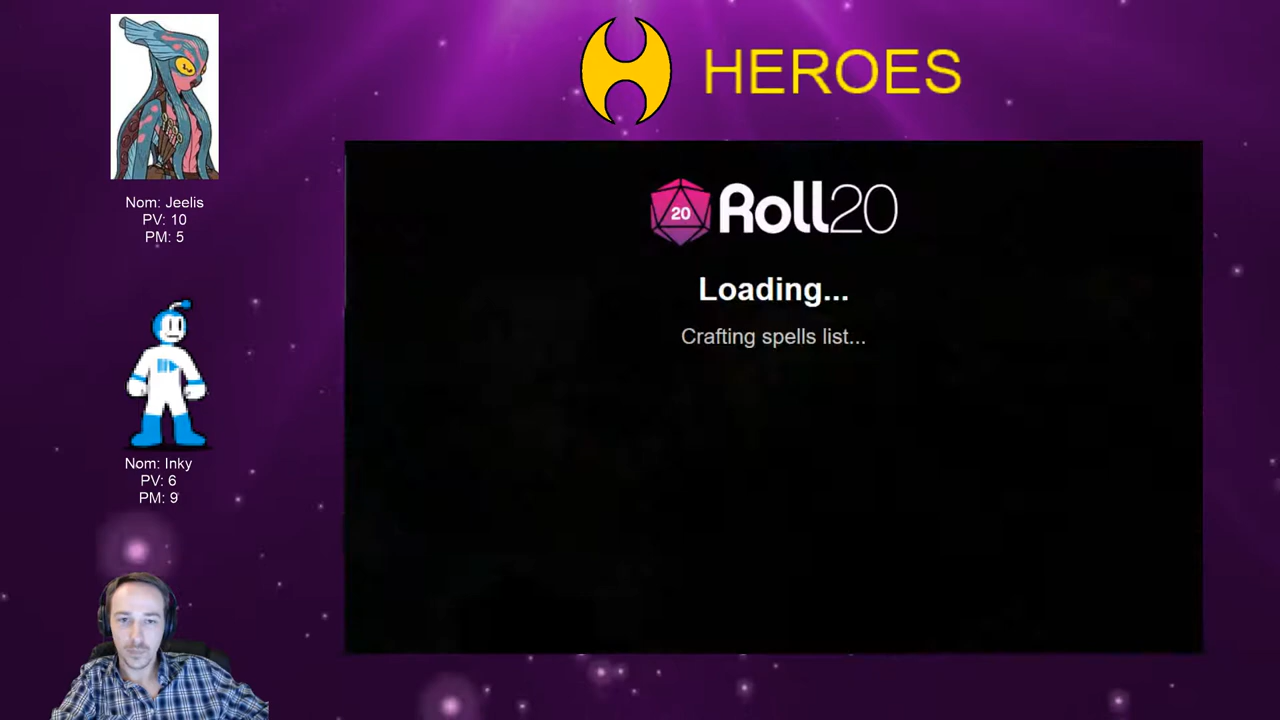 HEROES
Nom: Jeelis
PV: 10
PM: 5
Nom: Inky
PV: 6
PM: 9
20
Roll20
Loading...
Crafting spells list...